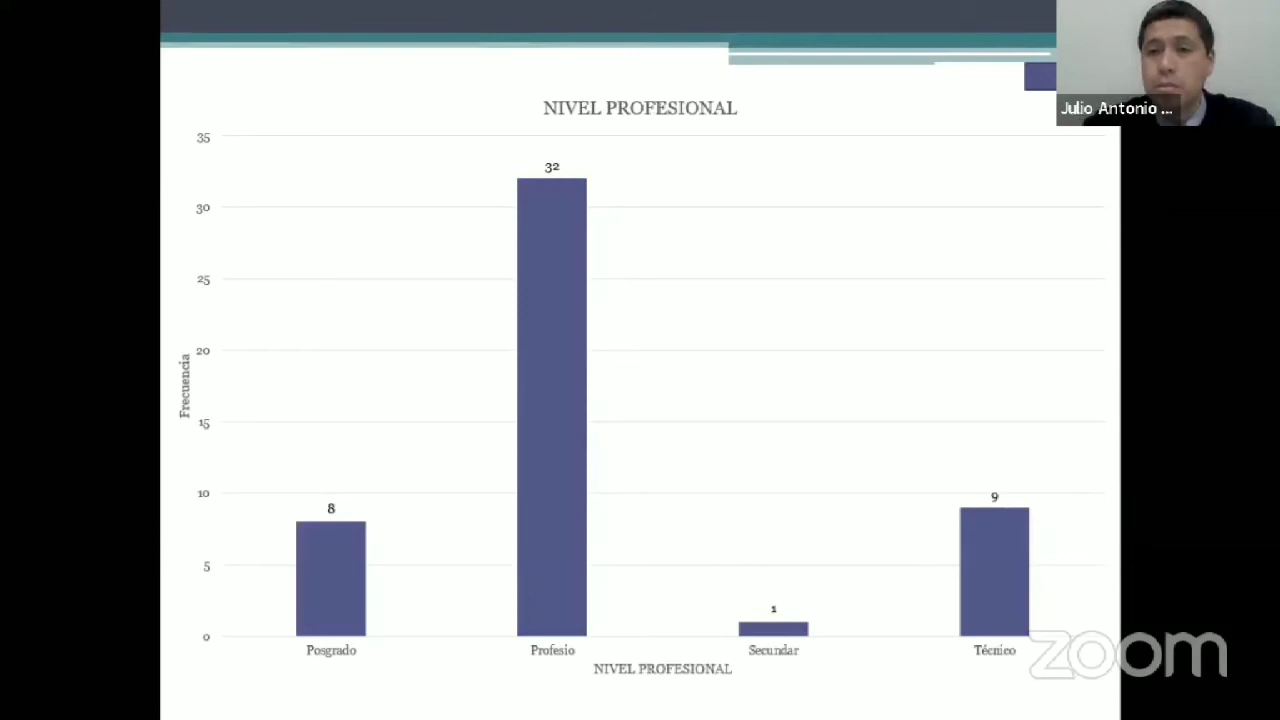 Julio Antonio ...
NIVEL PROFESIONAL
35
32
30
25
20
15
10
9
8
5
1
0
Frecuencia
Posgrado
Profesio
Secundar
Técnico
NIVEL PROFESIONAL
zoom